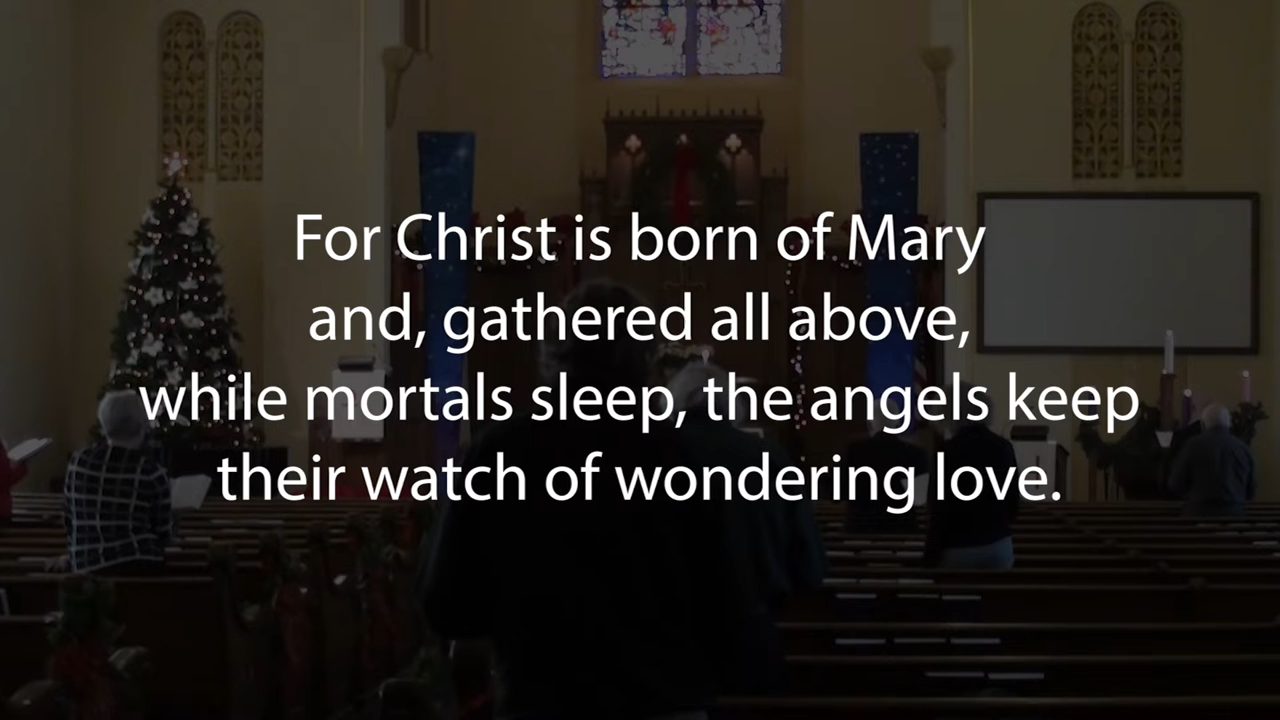 For Christ is born of Mary
and, gathered all above,
while mortals sleep, the angels keep
their watch of wondering love.